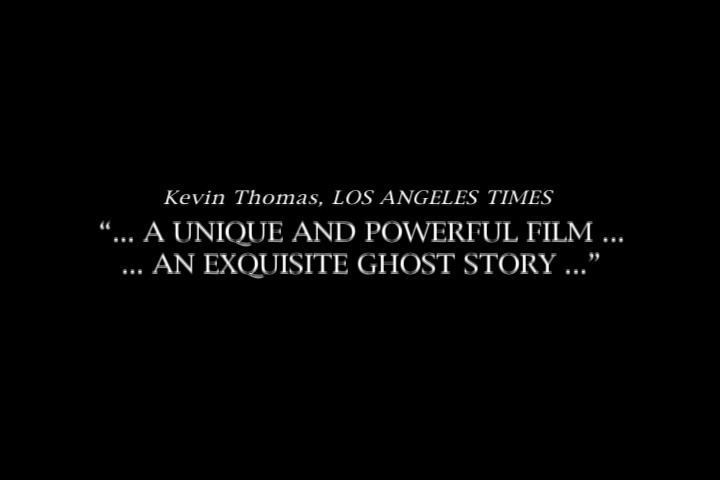 Kevin Thomas, LOS ANGELES TIMES
“... A UNIQUE AND POWERFUL FILM ...
... AN EXQUISITE GHOST STORY ...”